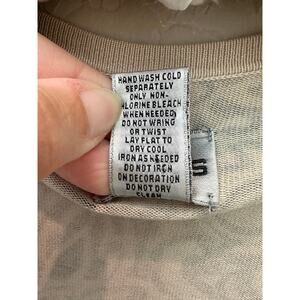 HAND WASH COLD
SEPARATELY
ONLY NON-
CHLORINE BLEACH
WHEN NEEDED
DO NOT WRING
OR TWIST
LAY FLAT TO
DRY COOL
IRON AS NEEDED
DO NOT IRON
ON DECORATION
DO NOT DRY
CLEAN
S